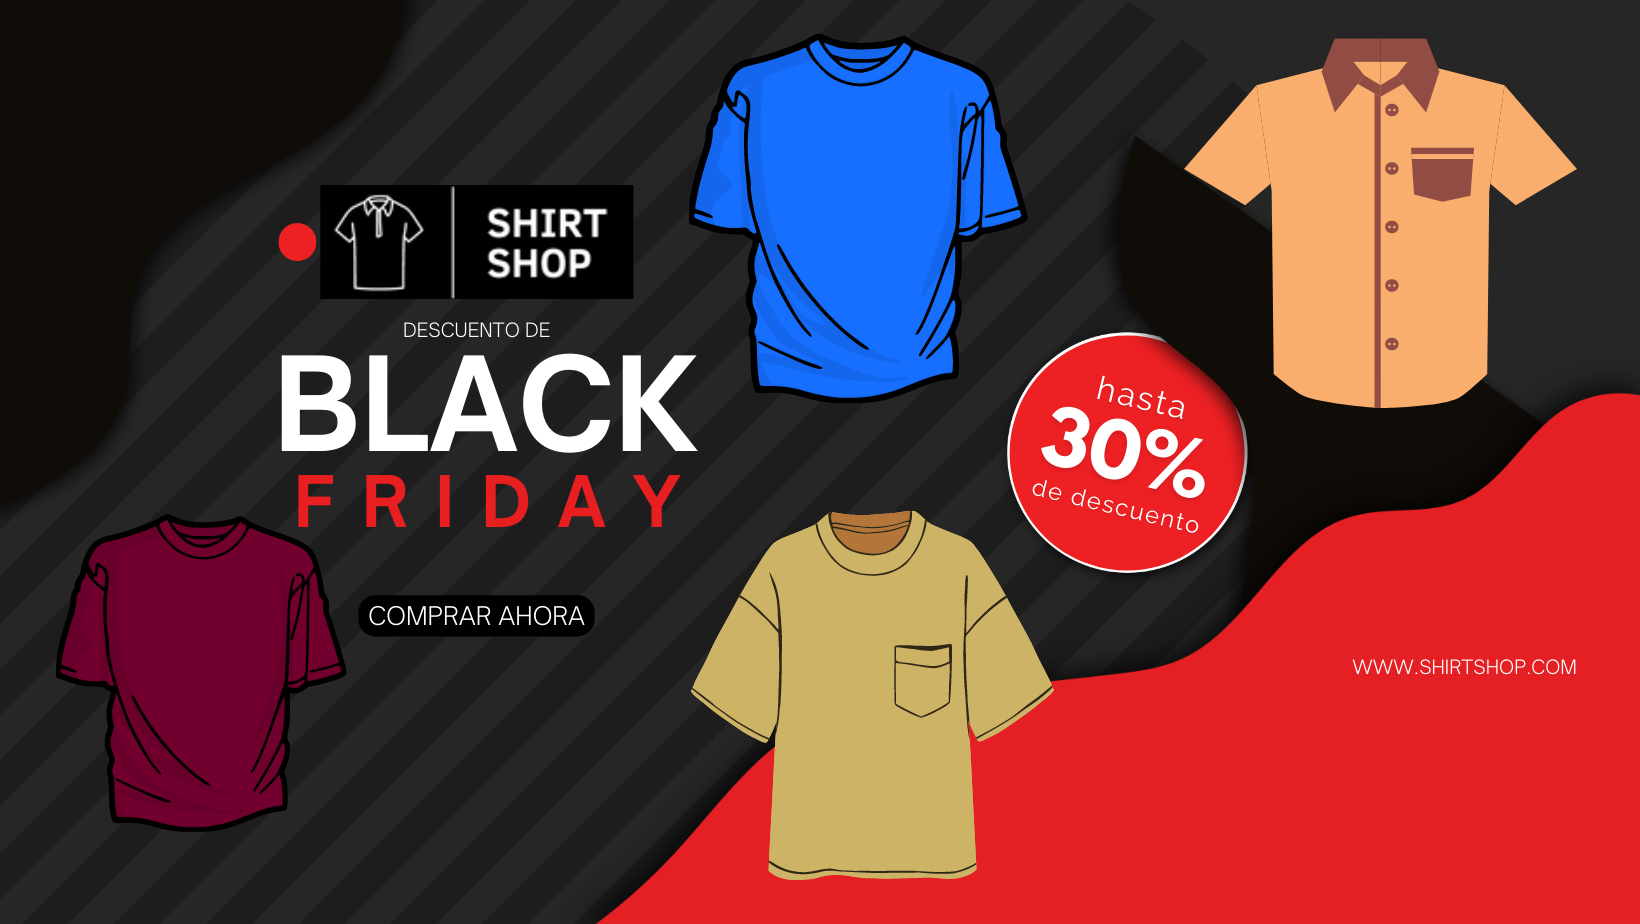 SHIRT
SHOP
DESCUENTO DE
BLACK
FRIDAY
COMPRAR AHORA
hasta
30%
de descuento
WWW.SHIRTSHOP.COM